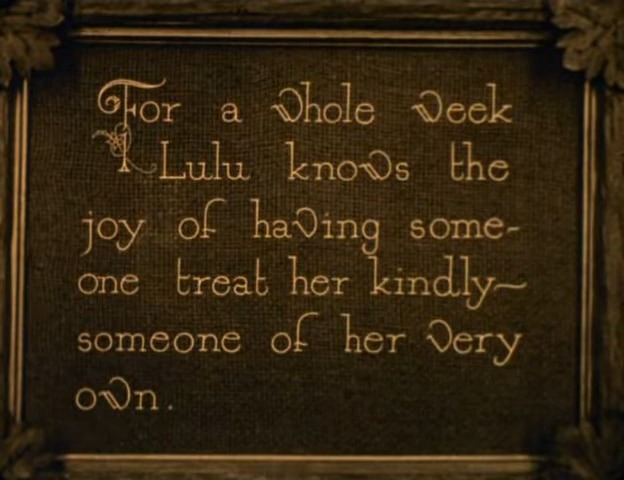 For a whole week
Lulu knows the
joy of having some-
one treat her kindly—
someone of her very
own.